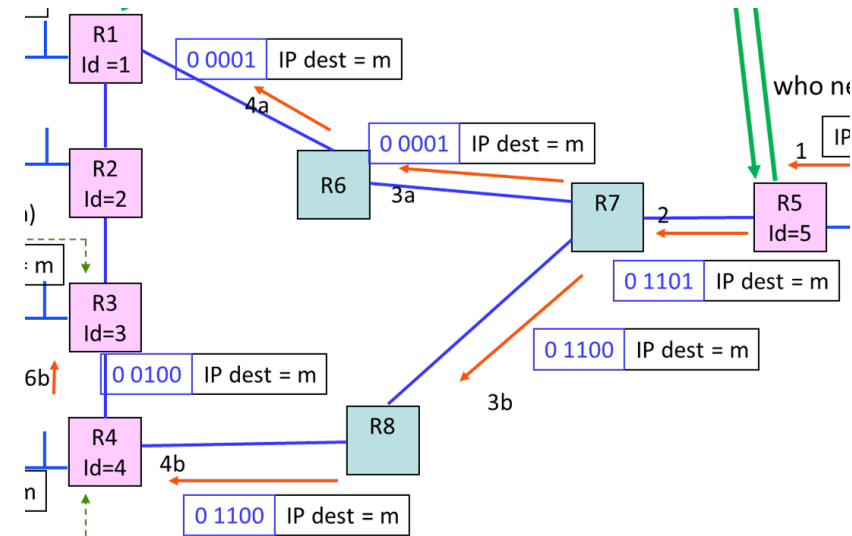 R1
Id =1
0 0001 IP dest = m
4a
who ne
R2
Id=2
0 0001 IP dest = m
1
IP
R6
3a
R7
2
R5
Id=5
)
= m
0 1101 IP dest = m
R3
Id=3
0 1100 IP dest = m
6b
0 0100 IP dest = m
3b
R8
R4
Id=4
4b
m
0 1100 IP dest = m